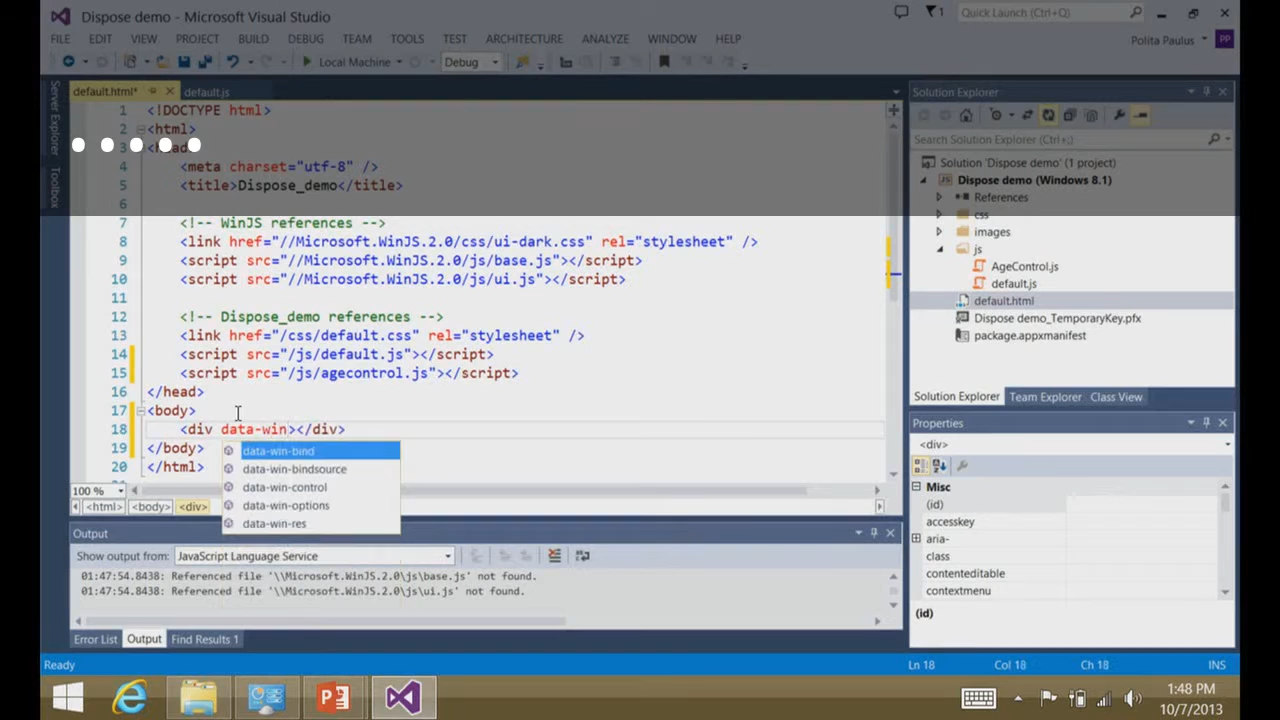 Dispose demo - Microsoft Visual Studio
1
Quick Launch (Ctrl+Q)
FILE EDIT VIEW PROJECT BUILD DEBUG TEAM TOOLS TEST ARCHITECTURE ANALYZE WINDOW HELP
Polita Paulus PP
Local Machine Debug
Server Explorer
Toolbox
default.html* default.js
1 <!DOCTYPE html>
2 <html>
3 <head>
4 <meta charset="utf-8" />
5 <title>Dispose_demo</title>
6
7 <!-- WinJS references -->
8 <link href="//Microsoft.WinJS.2.0/css/ui-dark.css" rel="stylesheet" />
9 <script src="//Microsoft.WinJS.2.0/js/base.js"></script>
10 <script src="//Microsoft.WinJS.2.0/js/ui.js"></script>
11
12 <!-- Dispose_demo references -->
13 <link href="/css/default.css" rel="stylesheet" />
14 <script src="/js/default.js"></script>
15 <script src="/js/agecontrol.js"></script>
16 </head>
17 <body>
18 <div data-win></div>
19 </body>
20 </html>
data-win-bind
data-win-bindsource
data-win-control
data-win-options
data-win-res
100 %
<html> <body> <div>
Output
Show output from: JavaScript Language Service
01:47:54.8438: Referenced file '\\Microsoft.WinJS.2.0\js\base.js' not found.
01:47:54.8438: Referenced file '\\Microsoft.WinJS.2.0\js\ui.js' not found.
Error List Output Find Results 1
Solution Explorer
Search Solution Explorer (Ctrl+;)
Solution 'Dispose demo' (1 project)
JS Dispose demo (Windows 8.1)
References
css
images
js
AgeControl.js
default.js
default.html
Dispose demo_TemporaryKey.pfx
package.appxmanifest
Solution Explorer Team Explorer Class View
Properties
<div>
Misc
(id)
accesskey
aria-
class
contenteditable
contextmenu
(id)
Ready Ln 18 Col 18 Ch 18 INS
1:48 PM
10/7/2013